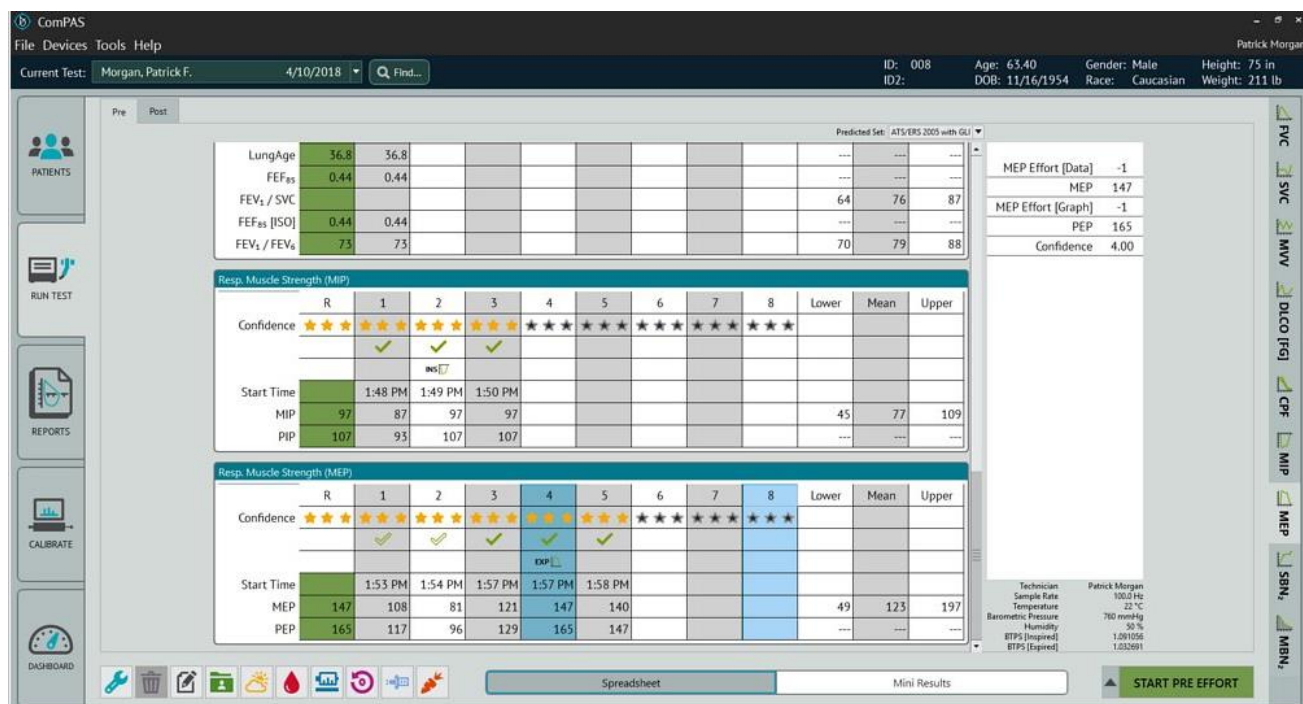 ComPAS
File Devices Tools Help
Patrick Morgan
Current Test: Morgan, Patrick F. 4/10/2018 Find...
ID: 008 Age: 63.40 Gender: Male Height: 75 in
ID2: DOB: 11/16/1954 Race: Caucasian Weight: 211 lb
PATIENTS
RUN TEST
REPORTS
CALIBRATE
DASHBOARD
Pre Post
Predicted Set: ATS/ERS 2005 with GLI
LungAge 36.8 36.8 --- --- ---
FEF₈₅ 0.44 0.44 --- --- ---
FEV₁ / SVC 64 76 87
FEF₈₅ [ISO] 0.44 0.44 --- --- ---
FEV₁ / FEV₆ 73 73 70 79 88
Resp. Muscle Strength (MIP)
R 1 2 3 4 5 6 7 8 Lower Mean Upper
Confidence
INS
Start Time 1:48 PM 1:49 PM 1:50 PM
MIP 97 87 97 97 45 77 109
PIP 107 93 107 107 --- --- ---
Resp. Muscle Strength (MEP)
R 1 2 3 4 5 6 7 8 Lower Mean Upper
Confidence
EXP
Start Time 1:53 PM 1:54 PM 1:57 PM 1:57 PM 1:58 PM
MEP 147 108 81 121 147 140 49 123 197
PEP 165 117 96 129 165 147 --- --- ---
MEP Effort [Data] -1
MEP 147
MEP Effort [Graph] -1
PEP 165
Confidence 4.00
Technician Patrick Morgan
Sample Rate 100.0 Hz
Temperature 22 °C
Barometric Pressure 760 mmHg
Humidity 50 %
BTPS [Inspired] 1.091056
BTPS [Expired] 1.032691
FVC
SVC
MVV
DLCO [FG]
CPF
MIP
MEP
SBN₂
MBN₂
Spreadsheet Mini Results
START PRE EFFORT